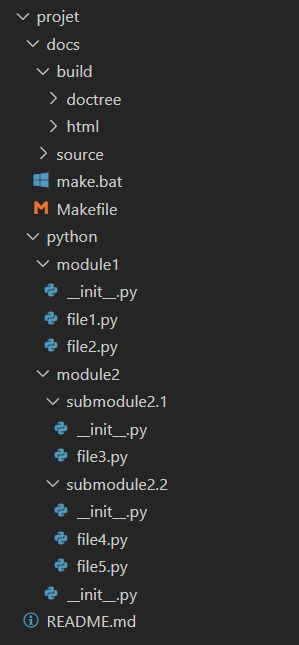 projet
docs
build
doctree
html
source
make.bat
Makefile
python
module1
__init__.py
file1.py
file2.py
module2
submodule2.1
__init__.py
file3.py
submodule2.2
__init__.py
file4.py
file5.py
__init__.py
README.md